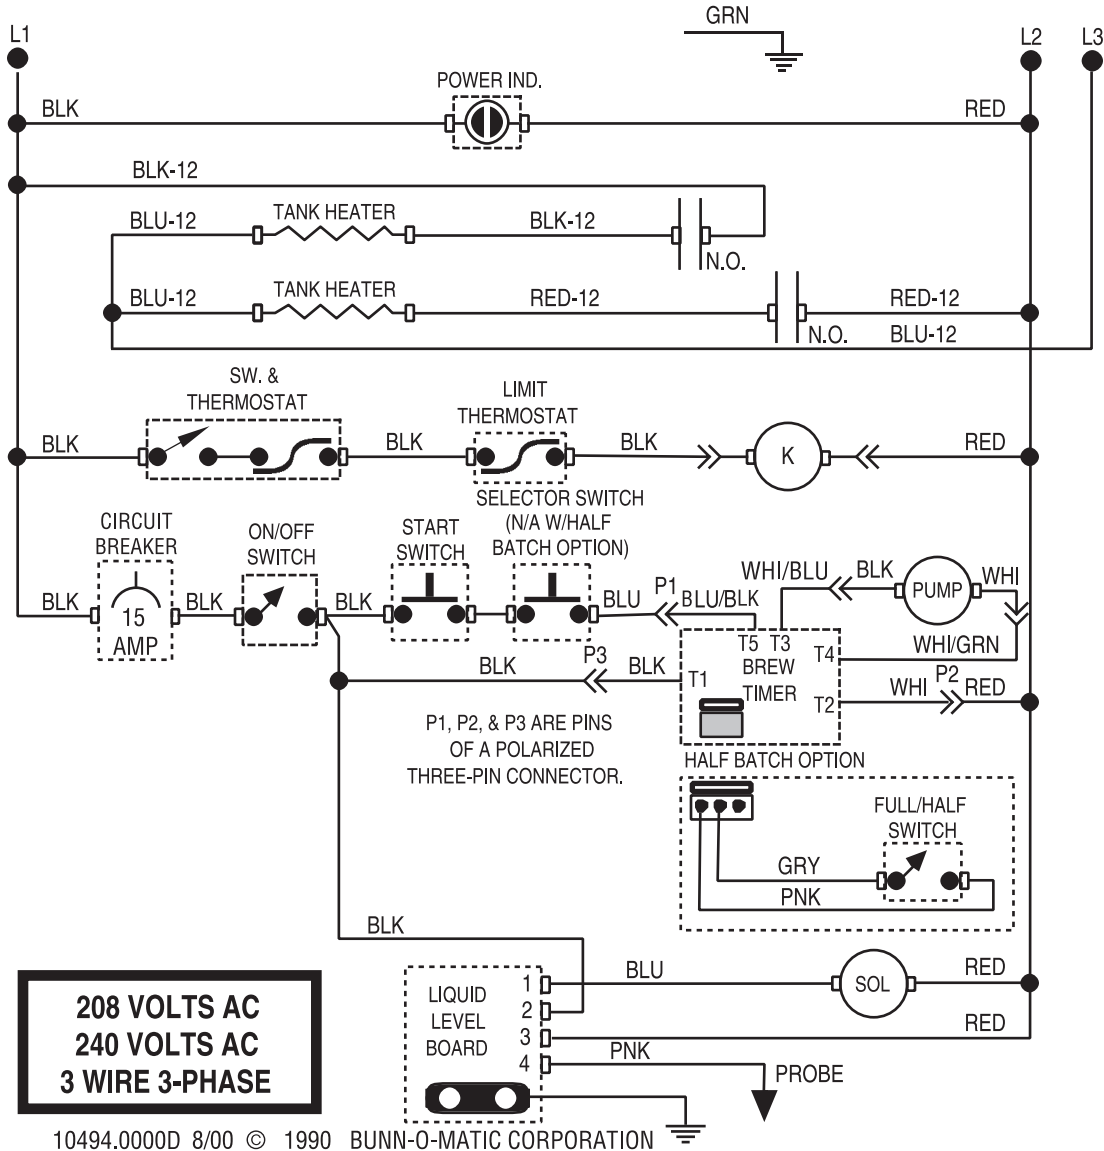 GRN
L1
L2
L3
POWER IND.
BLK
RED
BLK-12
BLU-12
TANK HEATER
BLK-12
N.O.
BLU-12
TANK HEATER
RED-12
RED-12
N.O.
BLU-12
SW. &
THERMOSTAT
LIMIT
THERMOSTAT
BLK
BLK
BLK
K
RED
SELECTOR SWITCH
(N/A W/HALF
BATCH OPTION)
CIRCUIT
BREAKER
ON/OFF
SWITCH
START
SWITCH
BLK
15
AMP
BLK
BLK
BLU
P1
BLU/BLK
WHI/BLU
BLK
PUMP
WHI
WHI/GRN
T5
T3
T4
BREW
TIMER
T1
T2
BLK
P3
BLK
WHI
P2
RED
P1, P2, & P3 ARE PINS
OF A POLARIZED
THREE-PIN CONNECTOR.
HALF BATCH OPTION
FULL/HALF
SWITCH
GRY
PNK
BLK
LIQUID
LEVEL
BOARD
1
2
3
4
BLU
SOL
RED
RED
PNK
PROBE
208 VOLTS AC
240 VOLTS AC
3 WIRE 3-PHASE
10494.0000D 8/00 © 1990 BUNN-O-MATIC CORPORATION